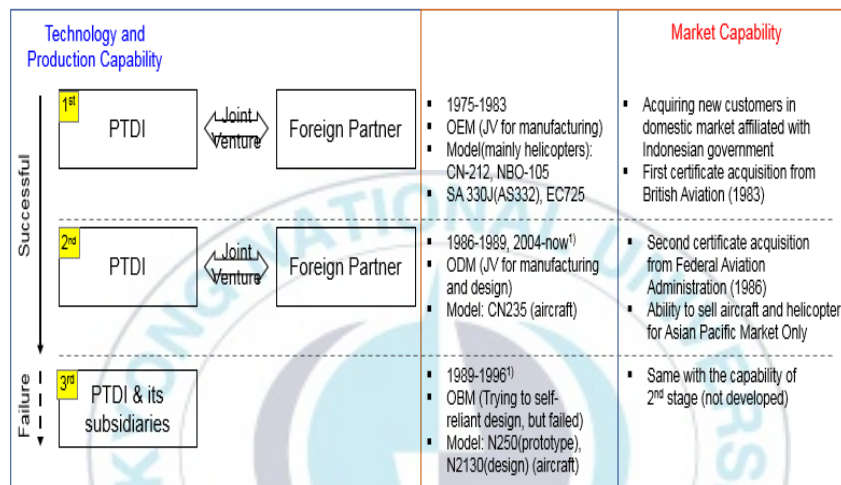 Technology and
Production Capability
Market Capability
Successful
Failure
1st
PTDI
Joint
Venture
Foreign Partner
▪ 1975-1983
▪ OEM (JV for manufacturing)
▪ Model(mainly helicopters):
CN-212, NBO-105
▪ SA 330J(AS332), EC725
▪ Acquiring new customers in
domestic market affiliated with
Indonesian government
▪ First certificate acquisition from
British Aviation (1983)
2nd
PTDI
Joint
Venture
Foreign Partner
▪ 1986-1989, 2004-now1)
▪ ODM (JV for manufacturing
and design)
▪ Model: CN235 (aircraft)
▪ Second certificate acquisition
from Federal Aviation
Administration (1986)
▪ Ability to sell aircraft and helicopter
for Asian Pacific Market Only
3rd
PTDI & its
subsidiaries
▪ 1989-19961)
▪ OBM (Trying to self-
reliant design, but failed)
▪ Model: N250(prototype),
N2130(design) (aircraft)
▪ Same with the capability of
2nd stage (not developed)